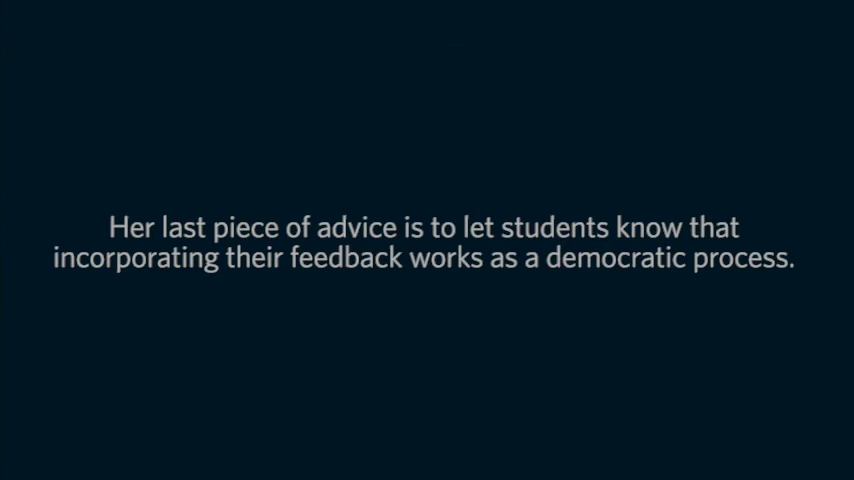 Her last piece of advice is to let students know that
incorporating their feedback works as a democratic process.